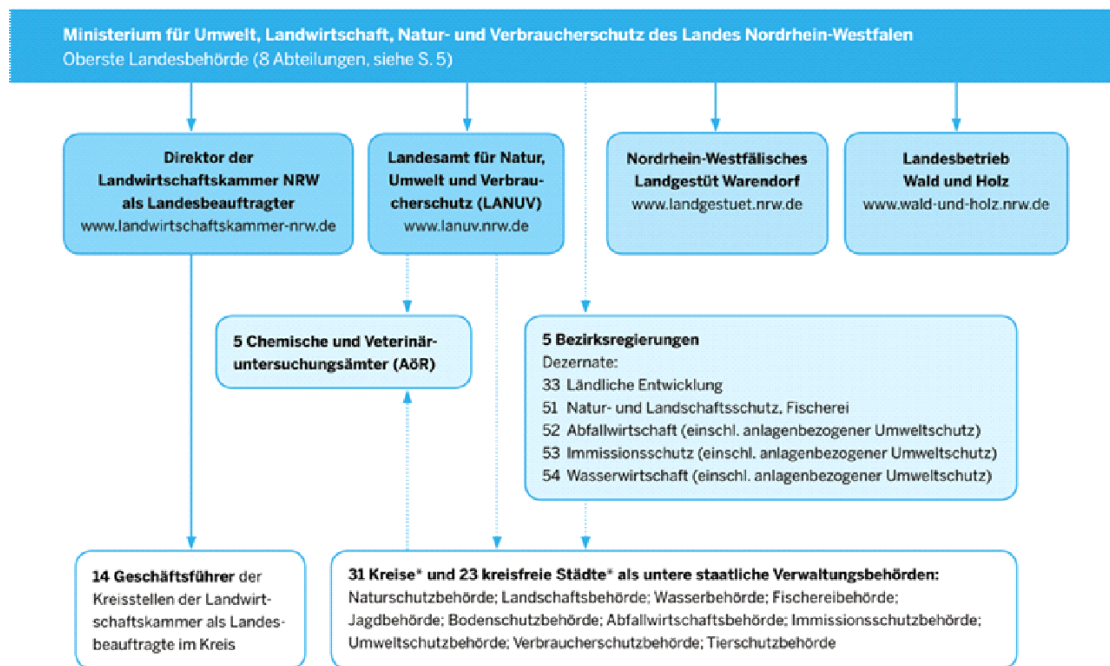 Ministerium für Umwelt, Landwirtschaft, Natur- und Verbraucherschutz des Landes Nordrhein-Westfalen
Oberste Landesbehörde (8 Abteilungen, siehe S. 5)
Direktor der
Landwirtschaftskammer NRW
als Landesbeauftragter
www.landwirtschaftskammer-nrw.de
Landesamt für Natur,
Umwelt und Verbrau-
cherschutz (LANUV)
www.lanuv.nrw.de
Nordrhein-Westfälisches
Landgestüt Warendorf
www.landgestuet.nrw.de
Landesbetrieb
Wald und Holz
www.wald-und-holz.nrw.de
5 Chemische und Veterinär-
untersuchungsämter (AöR)
5 Bezirksregierungen
Dezernate:
33 Ländliche Entwicklung
51 Natur- und Landschaftsschutz, Fischerei
52 Abfallwirtschaft (einschl. anlagenbezogener Umweltschutz)
53 Immissionsschutz (einschl. anlagenbezogener Umweltschutz)
54 Wasserwirtschaft (einschl. anlagenbezogener Umweltschutz)
14 Geschäftsführer der
Kreisstellen der Landwirt-
schaftskammer als Landes-
beauftragte im Kreis
31 Kreise* und 23 kreisfreie Städte* als untere staatliche Verwaltungsbehörden:
Naturschutzbehörde; Landschaftsbehörde; Wasserbehörde; Fischereibehörde;
Jagdbehörde; Bodenschutzbehörde; Abfallwirtschaftsbehörde; Immissionsschutzbehörde;
Umweltschutzbehörde; Verbraucherschutzbehörde; Tierschutzbehörde